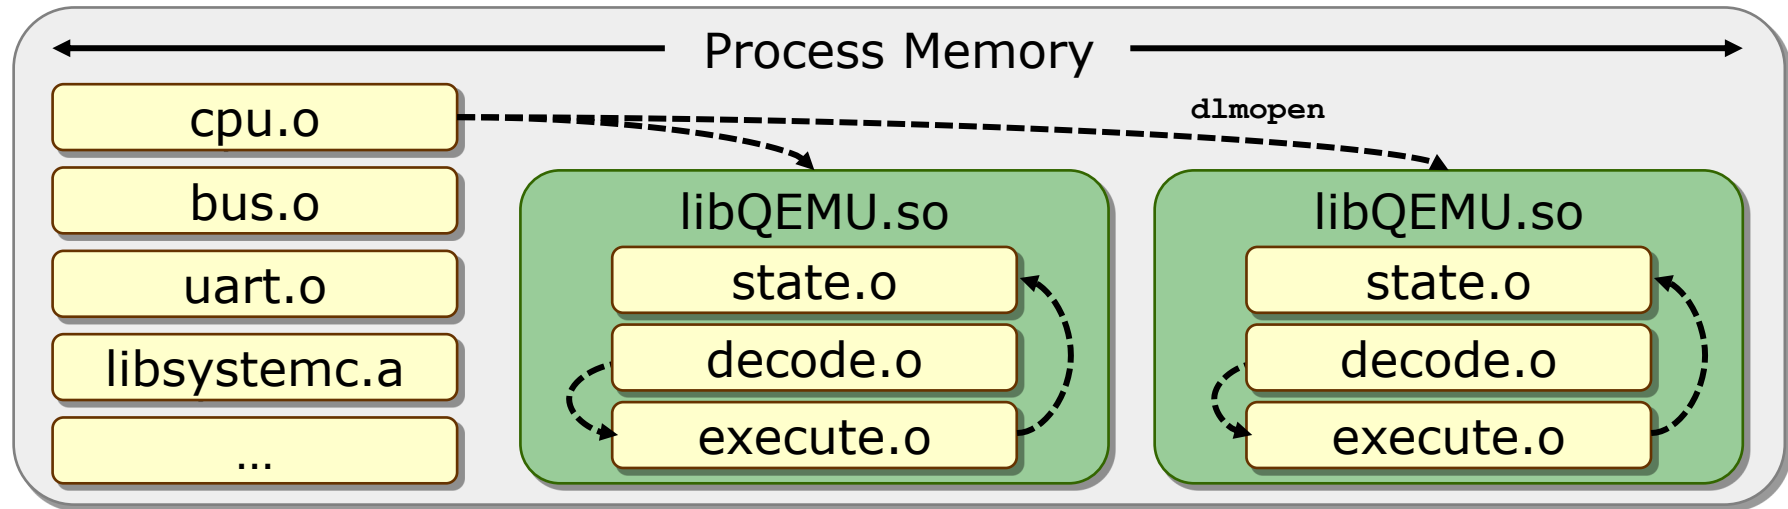 Process Memory
cpu.o
bus.o
uart.o
libsystemc.a
…
dlmopen
libQEMU.so
state.o
decode.o
execute.o
libQEMU.so
state.o
decode.o
execute.o